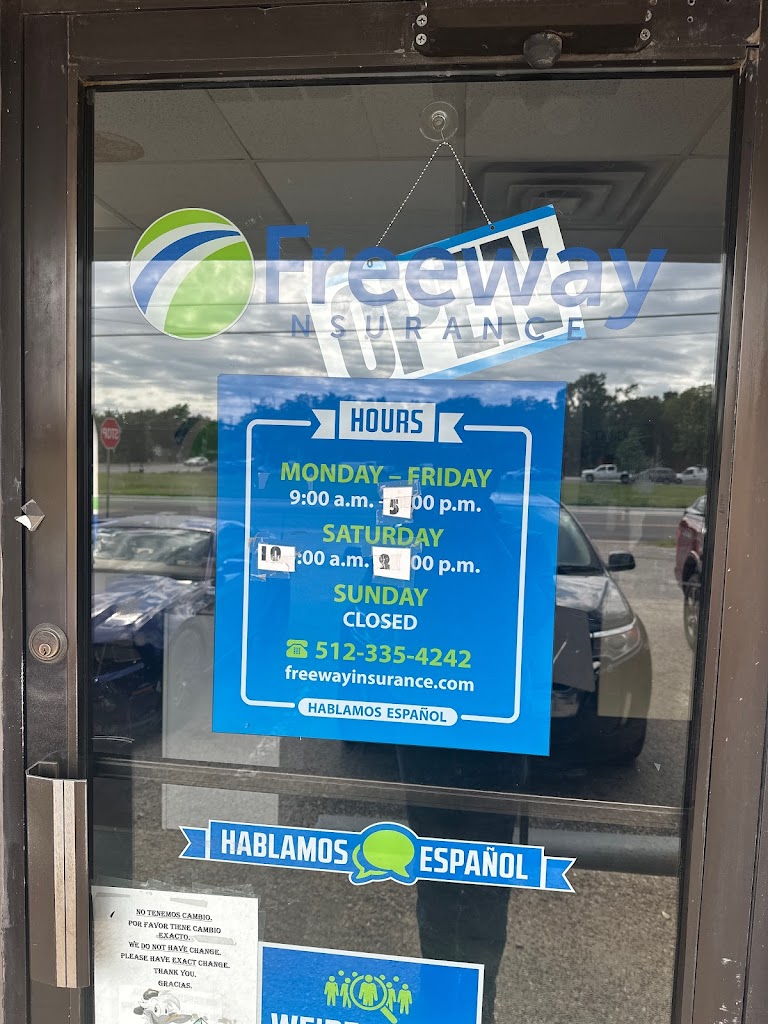 Freeway
INSURANCE
OPEN
HOURS
MONDAY – FRIDAY
9:00 a.m. - 5:00 p.m.
SATURDAY
10:00 a.m. :00 p.m.
SUNDAY
CLOSED
512-335-4242
freewayinsurance.com
HABLAMOS ESPAÑOL
STOP
HABLAMOS ESPAÑOL
NO TENEMOS CAMBIO.
POR FAVOR TIENE CAMBIO
EXACTO.
WE DO NOT HAVE CHANGE.
PLEASE HAVE EXACT CHANGE.
THANK YOU.
GRACIAS.